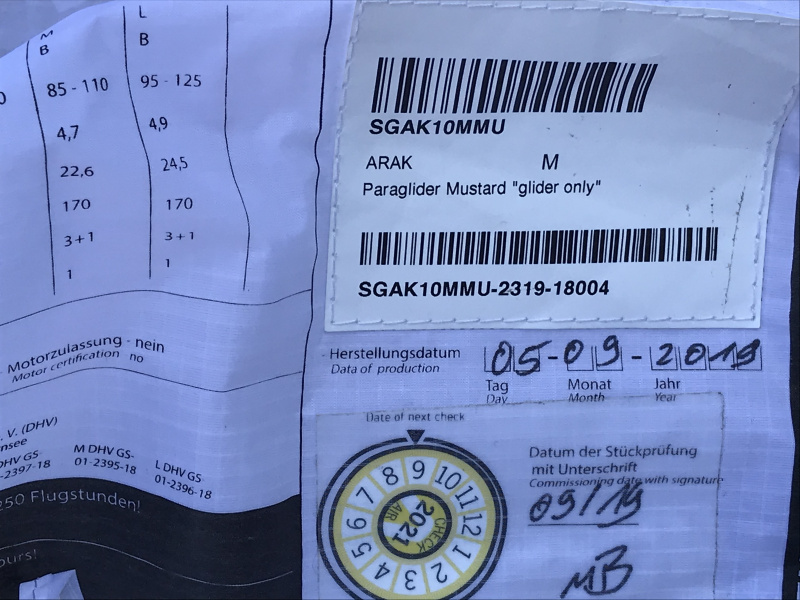 M L
B B
85 - 110 95 - 125
4,7 4,9
22,6 24,5
170 170
3+1 3+1
1 1
Motorzulassung - nein
Motor certification no
. V. (DHV)
M DHV GS- L DHV GS-
01-2397-18 01-2395-18 01-2396-18
250 Flugstunden!
ours!
SGAK10MMU
ARAK M
Paraglider Mustard "glider only"
SGAK10MMU-2319-18004
Herstellungsdatum 05-09-2019
Data of production
Tag Monat Jahr
Day Month Year
Date of next check
1 2 3 4 5 6 7 8 9 10 11 12
AIR
2021
CHECK
Datum der Stückprüfung
mit Unterschrift
Commissioning date with signature
09/19
MB